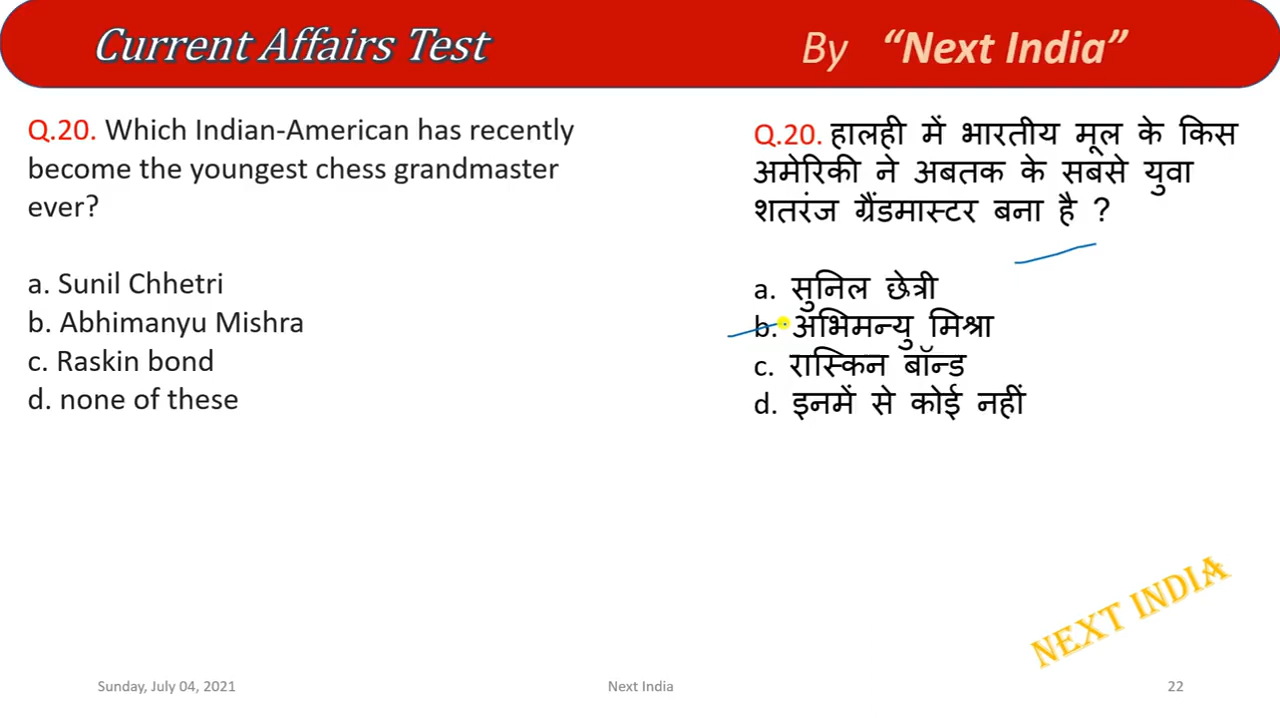 Current Affairs Test
By “Next India”
Q.20. Which Indian-American has recently
become the youngest chess grandmaster
ever?
a. Sunil Chhetri
b. Abhimanyu Mishra
c. Raskin bond
d. none of these
Q.20. हालही में भारतीय मूल के किस
अमेरिकी ने अबतक के सबसे युवा
शतरंज ग्रैंडमास्टर बना है ?
a. सुनिल छेत्री
b. अभिमन्यु मिश्रा
c. रास्किन बॉन्ड
d. इनमें से कोई नहीं
NEXT INDIA
Sunday, July 04, 2021
Next India
22